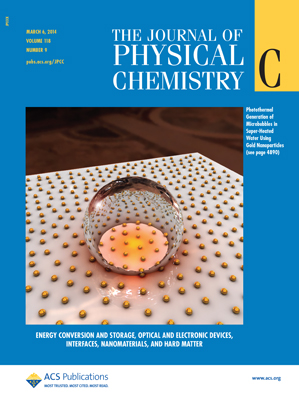 MARCH 6, 2014
VOLUME 118
NUMBER 9
pubs.acs.org/JPCC
THE JOURNAL OF
PHYSICAL
CHEMISTRY
C
Photothermal
Generation of
Microbubbles in
Super-Heated
Water Using
Gold Nanoparticles
(see page 4890)
ENERGY CONVERSION AND STORAGE, OPTICAL AND ELECTRONIC DEVICES,
INTERFACES, NANOMATERIALS, AND HARD MATTER
ACS Publications
MOST TRUSTED. MOST CITED. MOST READ.
www.acs.org